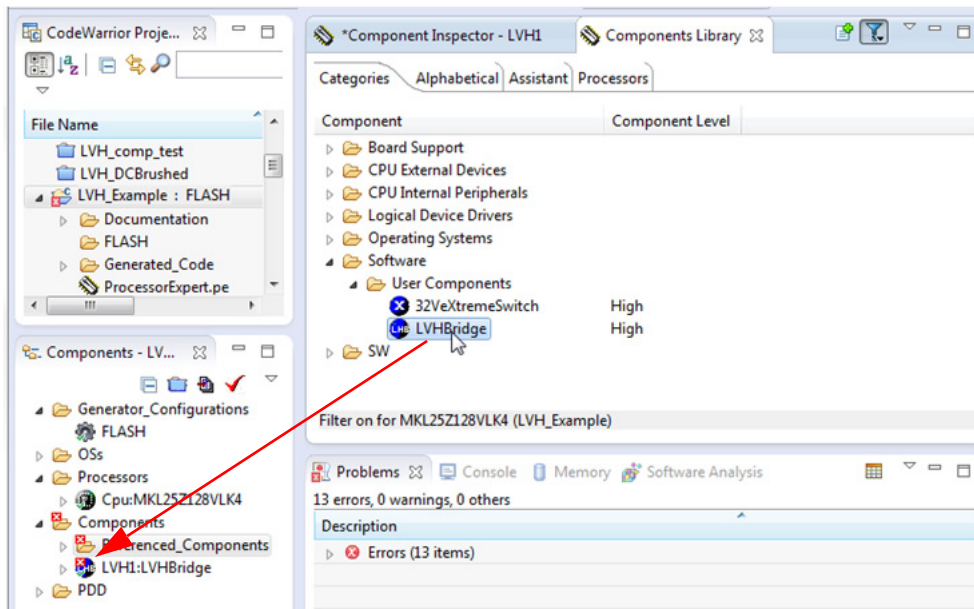 CodeWarrior Proje...
File Name
LVH_comp_test
LVH_DCBrushed
LVH_Example : FLASH
Documentation
FLASH
Generated_Code
ProcessorExpert.pe
Components - LV...
Generator_Configurations
FLASH
OSs
Processors
Cpu:MKL25Z128VLK4
Components
Referenced_Components
LVH1:LVHBridge
PDD
*Component Inspector - LVH1
Components Library
Categories Alphabetical Assistant Processors
Component Component Level
Board Support
CPU External Devices
CPU Internal Peripherals
Logical Device Drivers
Operating Systems
Software
User Components
32VeXtremeSwitch High
LVHBridge High
SW
Filter on for MKL25Z128VLK4 (LVH_Example)
Problems Console Memory Software Analysis
13 errors, 0 warnings, 0 others
Description
Errors (13 items)